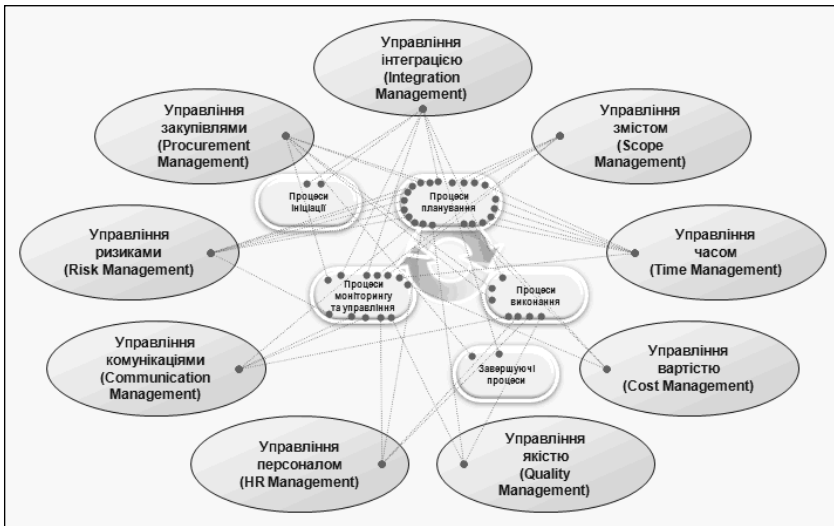 Управління
інтеграцією
(Integration
Management)
Управління
закупівлями
(Procurement
Management)
Управління
змістом
(Scope
Management)
Процеси
ініціації
Процеси
планування
Управління
ризиками
(Risk Management)
Управління
часом
(Time Management)
Процеси
моніторингу
та управління
Процеси
виконання
Управління
комунікаціями
(Communication
Management)
Управління
вартістю
(Cost Management)
Завершуючі
процеси
Управління
персоналом
(HR Management)
Управління
якістю
(Quality
Management)